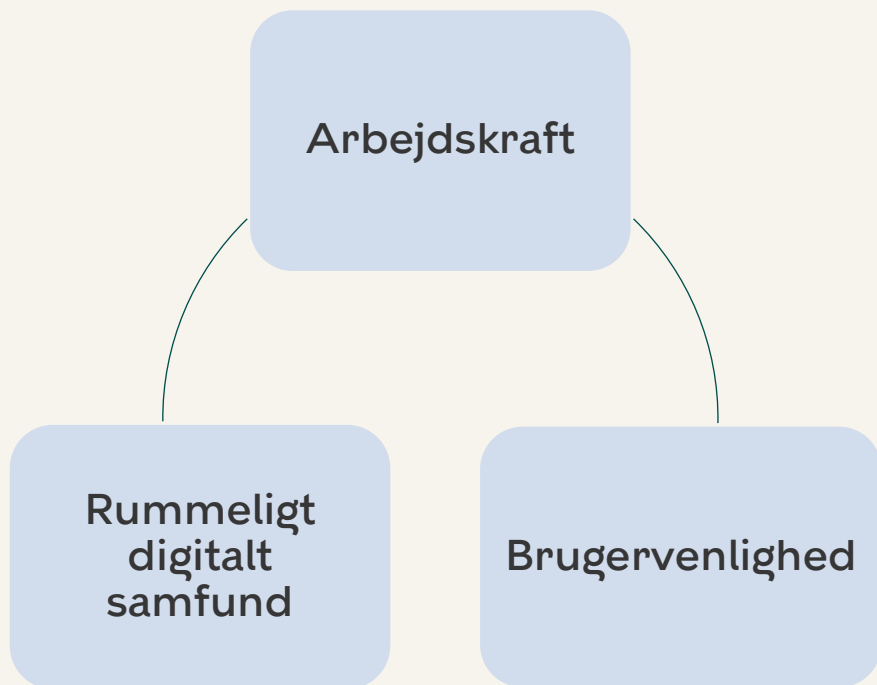 Arbejdskraft
Rummeligt
digitalt
samfund
Brugervenlighed